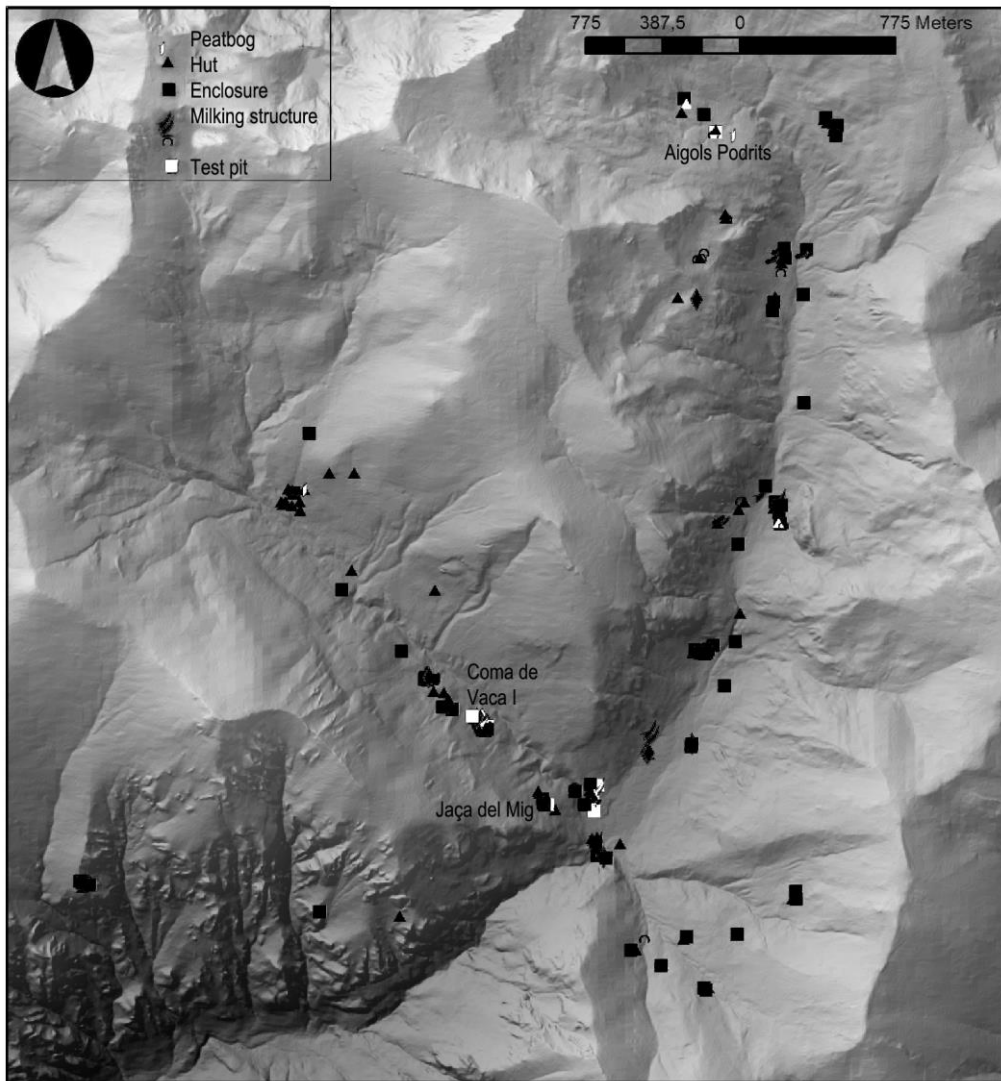 775 387,5 0 775 Meters
Peatbog
Hut
Enclosure
Milking structure
Test pit
Aigols Podrits
Coma de
Vaca I
Jaça del Mig